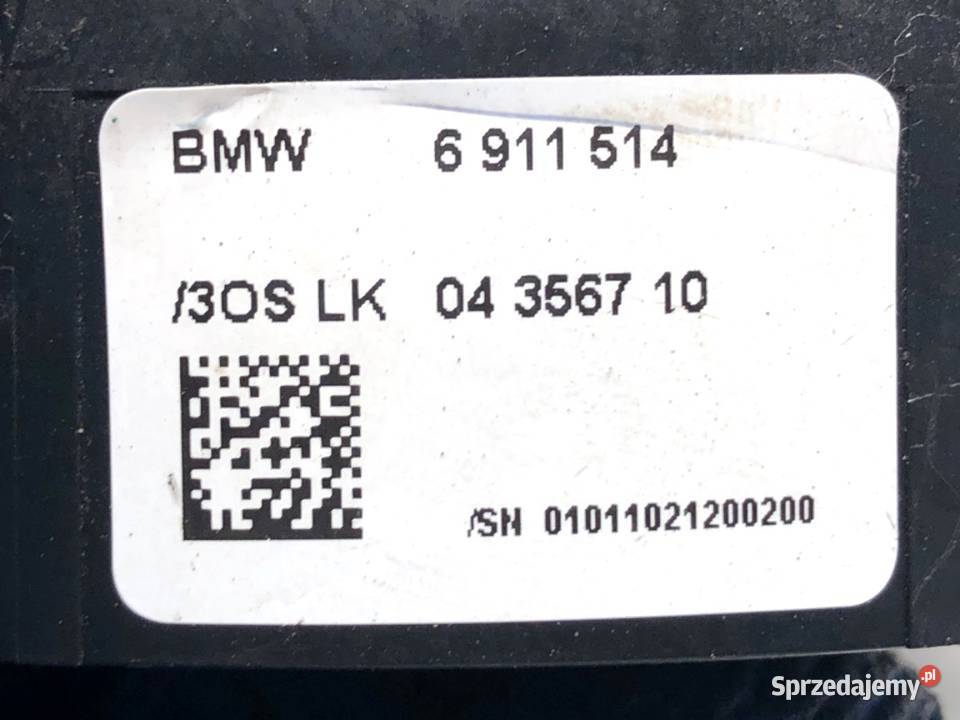 BMW 6 911 514
/3OS LK 04 3567 10
/SN 01011021200200
Sprzedajemy.pl